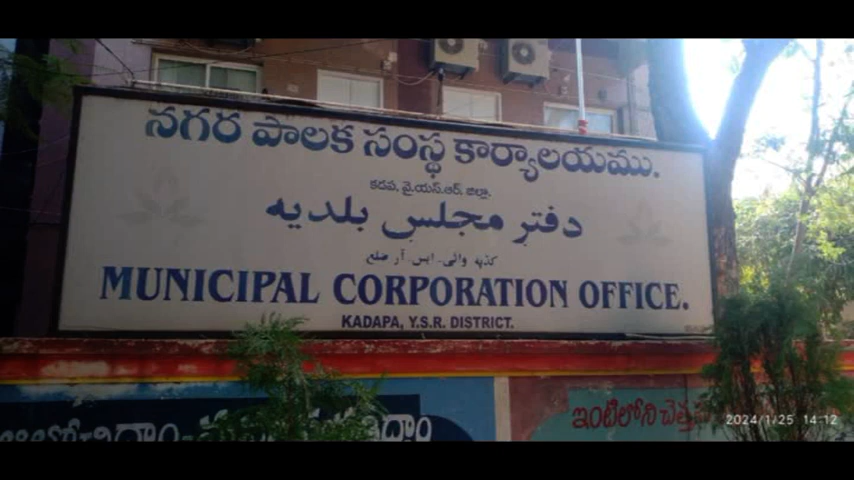 నగర పాలక సంస్థ కార్యాలయము.
కడప, వై.యస్.ఆర్. జిల్లా.
دفتر مجلس بلدیہ
کڈپہ وائی-ایس-آر ضلع
MUNICIPAL CORPORATION OFFICE.
KADAPA, Y.S.R. DISTRICT.
ఇంటిలోని చెత్తను
2024/1/25 14:12